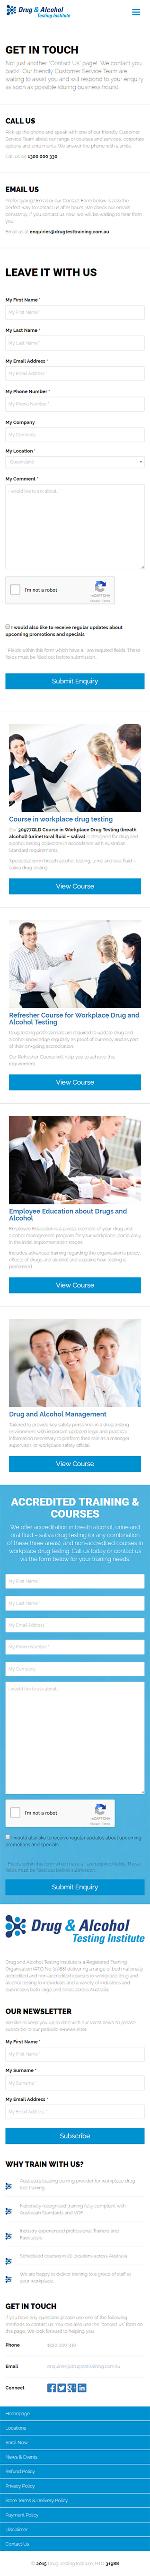 Drug & Alcohol
Testing Institute
GET IN TOUCH
Not just another "Contact Us" page. We contact you
back. Our friendly Customer Service Team are
waiting to assist you and will respond to your enquiry
as soon as possible during business hours!
CALL US
Pick up the phone and speak with one of our friendly Customer
Service Team about our range of courses and services, corporate
options and enrolments. We answer the phone with a smile.
Call us on 1300 000 330
EMAIL US
Prefer typing? Email or our Contact Form below is also the
perfect way to contact us after hours. We check our emails
constantly, if you contact us now, we will be waiting to hear from
you.
Email us at enquiries@drugtesttraining.com.au
LEAVE IT WITH US
My First Name *
My First Name *
My Last Name *
My Last Name *
My Email Address *
My Email Address *
My Phone Number *
My Phone Number *
My Company
My Company
My Location *
Queensland
My Comment *
I would like to ask about...
I'm not a robot
reCAPTCHA
Privacy - Terms
I would also like to receive regular updates about
upcoming promotions and specials
* Fields within this form which have a * are required fields. These
fields must be filled out before submission.
Submit Enquiry
Course in workplace drug testing
Our 30977QLD Course in Workplace Drug Testing (breath
alcohol) (urine) (oral fluid – saliva) is designed for drug and
alcohol testing collectors in accordance with Australian
Standard requirements.
Specialisation in breath alcohol testing, urine and oral fluid –
saliva drug testing.
View Course
Refresher Course for Workplace Drug and
Alcohol Testing
Drug testing professionals are required to update drug and
alcohol market knowledge regularly as proof of currency and as part
of their on-going accreditation.
Our Refresher Course will help you to achieve this
requirement.
View Course
Employee Education about Drugs and
Alcohol
Employee Education is a pivotal element of your drug and
alcohol management program for your workplace, particularly
in the initial implementation stages.
Includes advanced training regarding the organisation's policy,
effects of drugs and alcohol and explains how testing is
performed.
View Course
Drug and Alcohol Management
Tailored to provide key safety personnel in a drug testing
environment with important updated legal and practical
information necessary to perform their role as a manager,
supervisor, or workplace safety officer.
View Course
ACCREDITED TRAINING &
COURSES
We offer accreditation in breath alcohol, urine and
oral fluid – saliva drug testing (or any combination
of these three areas), and non-accredited courses in
workplace drug testing. Call us today or contact us
via the form below for your training needs.
My First Name *
My Last Name *
My Email Address *
My Phone Number *
My Company
I would like to ask about...
I'm not a robot
reCAPTCHA
Privacy - Terms
I would also like to receive regular updates about upcoming
promotions and specials
* Fields within this form which have a * are required fields. These
fields must be filled out before submission.
Submit Enquiry
Drug & Alcohol
Testing Institute
Drug and Alcohol Testing Institute is a Registered Training
Organisation (RTO No 31988) delivering a range of both nationally
accredited and non-accredited courses in workplace drug and
alcohol testing to individuals and a variety of industries and
businesses both large and small across Australia.
OUR NEWSLETTER
We like to keep you up to date with our latest news so please
subscribe to our periodic eNewsletter.
My First Name *
My First Name
My Surname *
My Surname
My Email Address *
My Email Address
Subscribe
WHY TRAIN WITH US?
Australia's leading training provider for workplace drug
test training
Nationally recognised training fully compliant with
Australian Standards and VQF
Industry experienced professional Trainers and
Facilitators
Scheduled courses in 20 locations across Australia
We are happy to deliver training to a group of staff at
your workplace
GET IN TOUCH
If you have any questions please use one of the following
methods to contact us. You can also use the "contact us" form on
this page. We look forward to helping you.
Phone 1300 000 330
Email enquiries@drugtesttraining.com.au
Connect
Homepage
Locations
Enrol Now
News & Events
Refund Policy
Privacy Policy
Store Terms & Delivery Policy
Payment Policy
Disclaimer
Contact Us
© 2015 Drug Testing Institute. RTO 31988